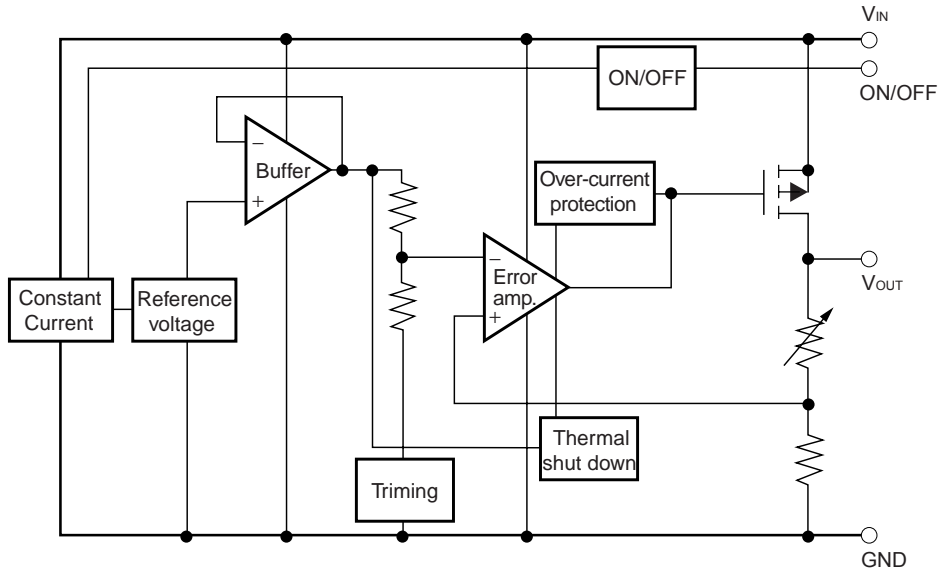 VIN
ON/OFF
ON/OFF
−
Buffer
+
Over-current
protection
−
Error
amp.
+
VOUT
Constant
Current
Reference
voltage
Thermal
shut down
Triming
GND